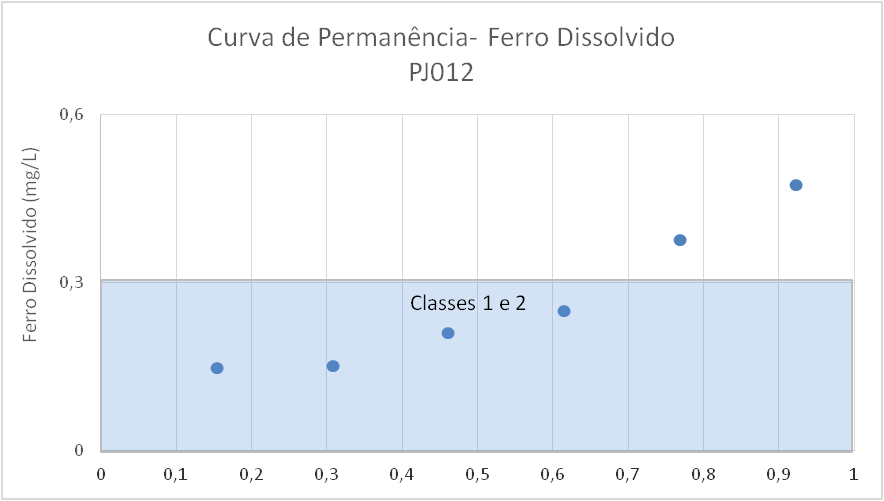 Curva de Permanência- Ferro Dissolvido
PJ012
0,6
Ferro Dissolvido (mg/L)
0,3
Classes 1 e 2
0
0 0,1 0,2 0,3 0,4 0,5 0,6 0,7 0,8 0,9 1